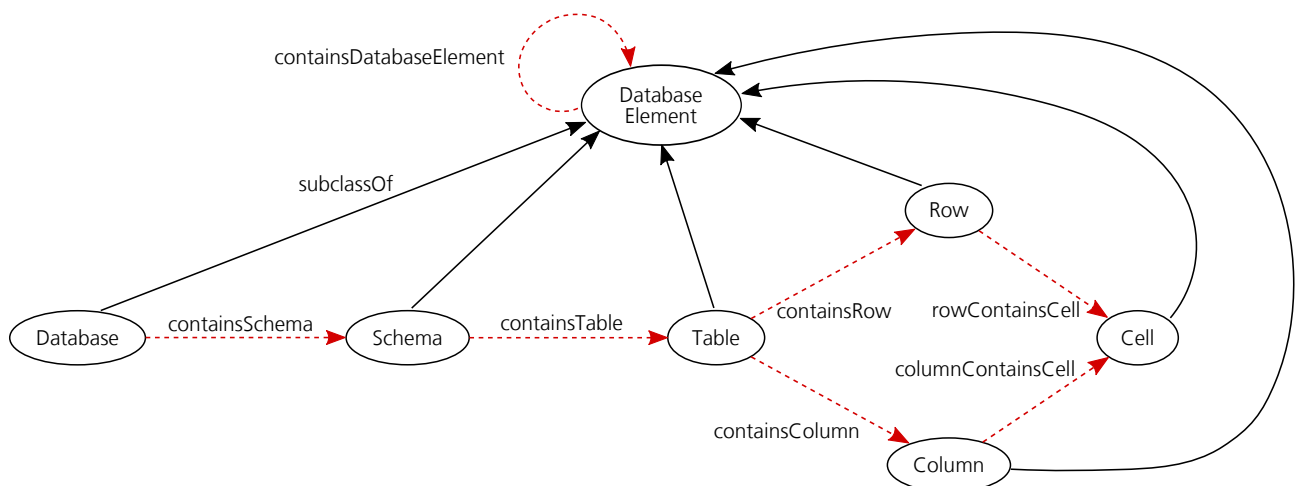 containsDatabaseElement
Database
Element
subclassOf
Row
containsSchema
containsTable
containsRow
rowContainsCell
Database
Schema
Table
Cell
columnContainsCell
containsColumn
Column